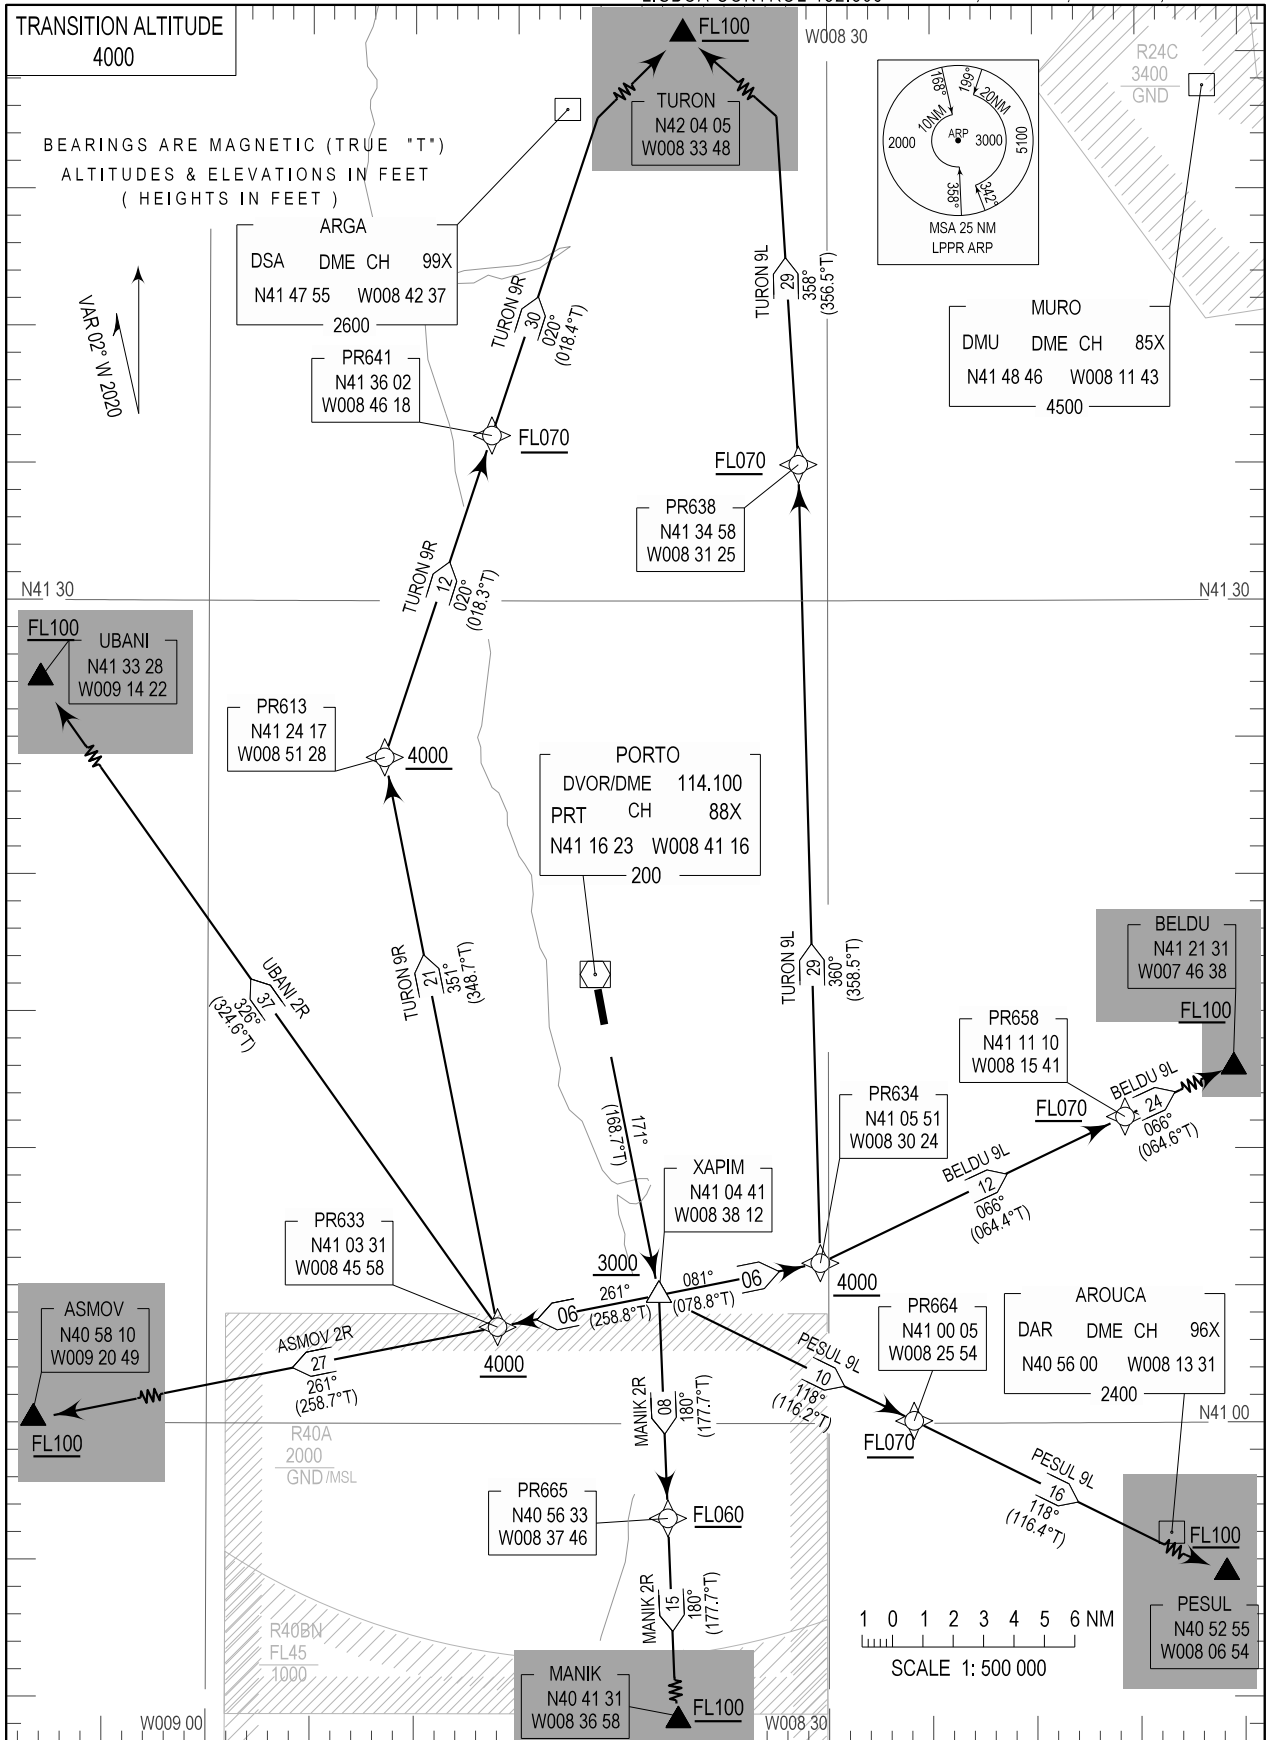 TRANSITION ALTITUDE
4000
FL100
W008 30
TURON
N42 04 05
W008 33 48
R24C
3400
GND
168°
199°
10NM
20NM
ARP
2000
3000
5100
358°
342°
MSA 25 NM
LPPR ARP
BEARINGS ARE MAGNETIC (TRUE "T")
ALTITUDES & ELEVATIONS IN FEET
( HEIGHTS IN FEET )
VAR 02° W 2020
ARGA
DSA DME CH 99X
N41 47 55 W008 42 37
2600
TURON 9R
30
020°
(018.4°T)
TURON 9L
29
358°
(356.5°T)
MURO
DMU DME CH 85X
N41 48 46 W008 11 43
4500
PR641
N41 36 02
W008 46 18
FL070
FL070
PR638
N41 34 58
W008 31 25
TURON 9R
12
020°
(018.3°T)
N41 30
N41 30
FL100
UBANI
N41 33 28
W009 14 22
PR613
N41 24 17
W008 51 28
4000
PORTO
DVOR/DME 114.100
PRT CH 88X
N41 16 23 W008 41 16
200
UBANI 2R
37
326°
(324.6°T)
TURON 9R
21
351°
(348.7°T)
TURON 9L
29
360°
(358.5°T)
BELDU
N41 21 31
W007 46 38
FL100
PR658
N41 11 10
W008 15 41
FL070
BELDU 9L
24
066°
(064.6°T)
PR634
N41 05 51
W008 30 24
BELDU 9L
12
066°
(064.4°T)
171°
(168.7°T)
XAPIM
N41 04 41
W008 38 12
3000
PR633
N41 03 31
W008 45 58
4000
06
261°
(258.8°T)
081°
(078.8°T)
06
4000
ASMOV
N40 58 10
W009 20 49
FL100
ASMOV 2R
27
261°
(258.7°T)
PESUL 9L
10
118°
(116.2°T)
PR664
N41 00 05
W008 25 54
FL070
AROUCA
DAR DME CH 96X
N40 56 00 W008 13 31
2400
N41 00
R40A
2000
GND/MSL
MANIK 2R
08
180°
(177.7°T)
PR665
N40 56 33
W008 37 46
FL060
PESUL 9L
16
118°
(116.4°T)
FL100
PESUL
N40 52 55
W008 06 54
R40BN
FL45
1000
MANIK 2R
15
180°
(177.7°T)
MANIK
N40 41 31
W008 36 58
FL100
1 0 1 2 3 4 5 6 NM
SCALE 1: 500 000
W009 00
W008 30